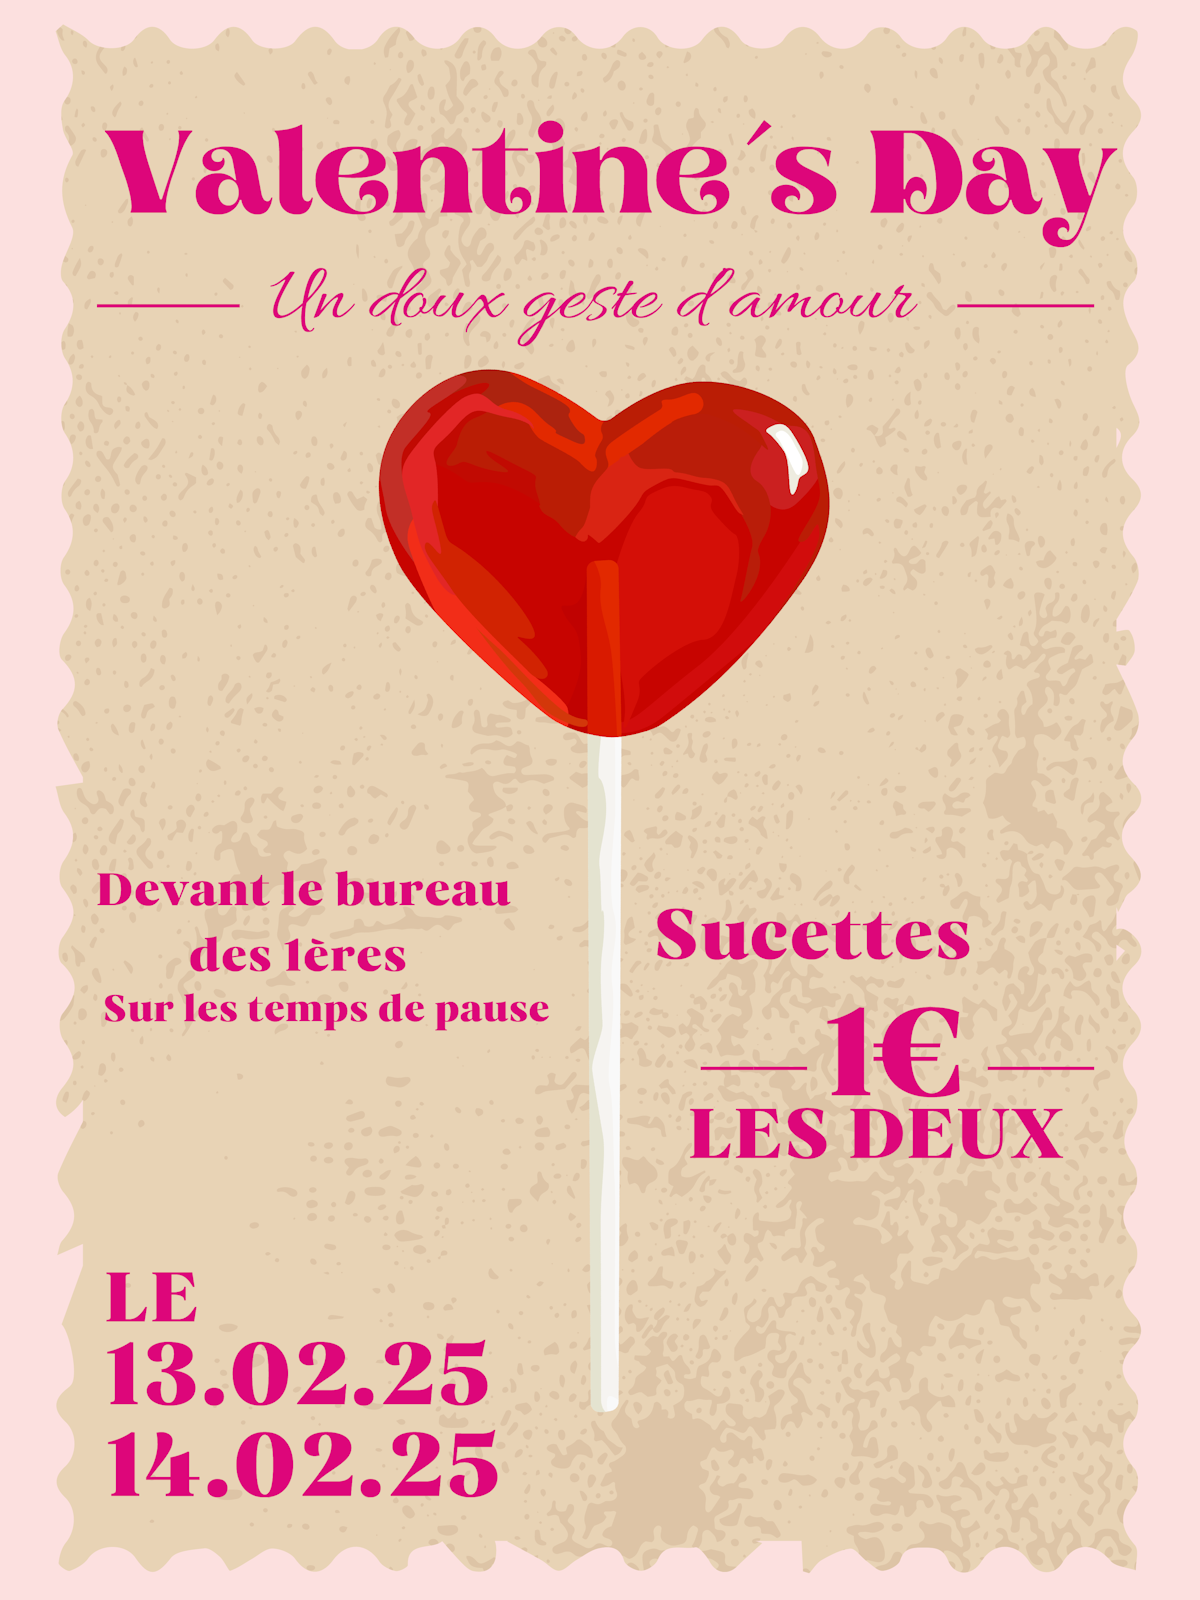 Valentine´s Day
Un doux geste d'amour
Devant le bureau
des 1ères
Sur les temps de pause
Sucettes
1€
LES DEUX
LE
13.02.25
14.02.25